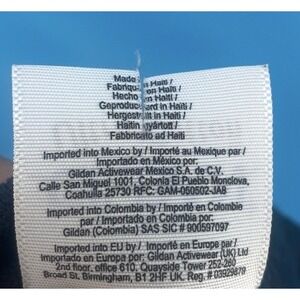 Made in Haiti /
Fabriqué en Haïti /
Hecho en Haití /
Geproduceerd in Haïti /
Hergestellt in Haiti /
Haitin gyártott /
Fabbricato ad Haiti
Imported into Mexico by / Importé au Mexique par /
Importado en México por:
Gildan Activewear Mexico S.A. de C.V.
Calle San Miguel 1001, Colonia El Pueblo Monclova,
Coahuila 25730 RFC: GAM-050502-JA8
Imported into Colombia by / Importé en Colombie par /
Importado en Colombia por:
Gildan (Colombia) SAS SIC # 900597097
Imported into EU by / Importé en Europe par /
Importado en Europa por: Gildan Activewear (UK) Ltd
2nd floor, office 610, Quayside Tower 252-260
Broad St. Birmingham, B1 2HF UK. Reg. # 03929879